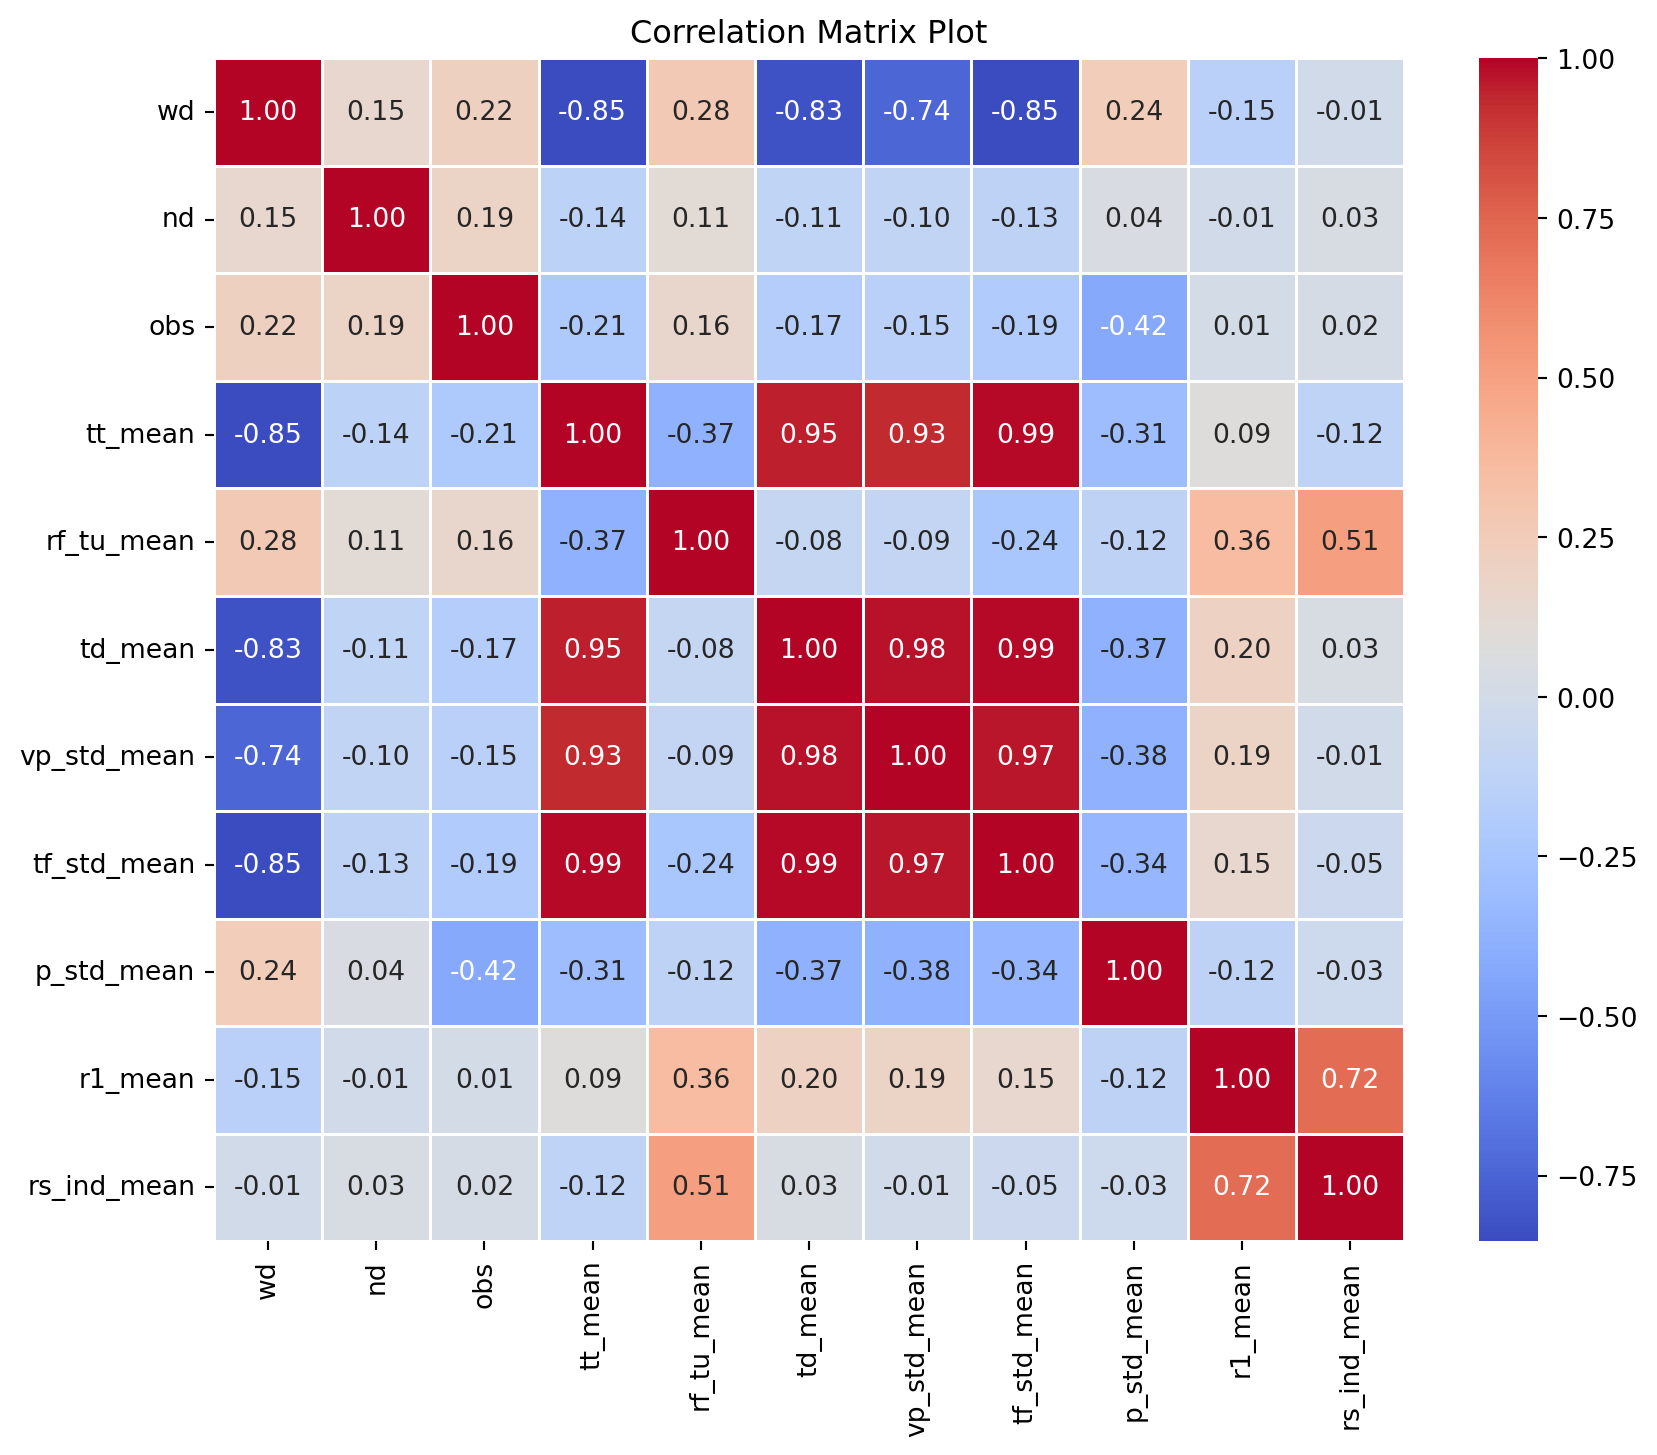 Correlation Matrix Plot
wd 1.00 0.15 0.22 -0.85 0.28 -0.83 -0.74 -0.85 0.24 -0.15 -0.01
nd 0.15 1.00 0.19 -0.14 0.11 -0.11 -0.10 -0.13 0.04 -0.01 0.03
obs 0.22 0.19 1.00 -0.21 0.16 -0.17 -0.15 -0.19 -0.42 0.01 0.02
tt_mean -0.85 -0.14 -0.21 1.00 -0.37 0.95 0.93 0.99 -0.31 0.09 -0.12
rf_tu_mean 0.28 0.11 0.16 -0.37 1.00 -0.08 -0.09 -0.24 -0.12 0.36 0.51
td_mean -0.83 -0.11 -0.17 0.95 -0.08 1.00 0.98 0.99 -0.37 0.20 0.03
vp_std_mean -0.74 -0.10 -0.15 0.93 -0.09 0.98 1.00 0.97 -0.38 0.19 -0.01
tf_std_mean -0.85 -0.13 -0.19 0.99 -0.24 0.99 0.97 1.00 -0.34 0.15 -0.05
p_std_mean 0.24 0.04 -0.42 -0.31 -0.12 -0.37 -0.38 -0.34 1.00 -0.12 -0.03
r1_mean -0.15 -0.01 0.01 0.09 0.36 0.20 0.19 0.15 -0.12 1.00 0.72
rs_ind_mean -0.01 0.03 0.02 -0.12 0.51 0.03 -0.01 -0.05 -0.03 0.72 1.00
wd nd obs tt_mean rf_tu_mean td_mean vp_std_mean tf_std_mean p_std_mean r1_mean rs_ind_mean
1.00
0.75
0.50
0.25
0.00
−0.25
−0.50
−0.75